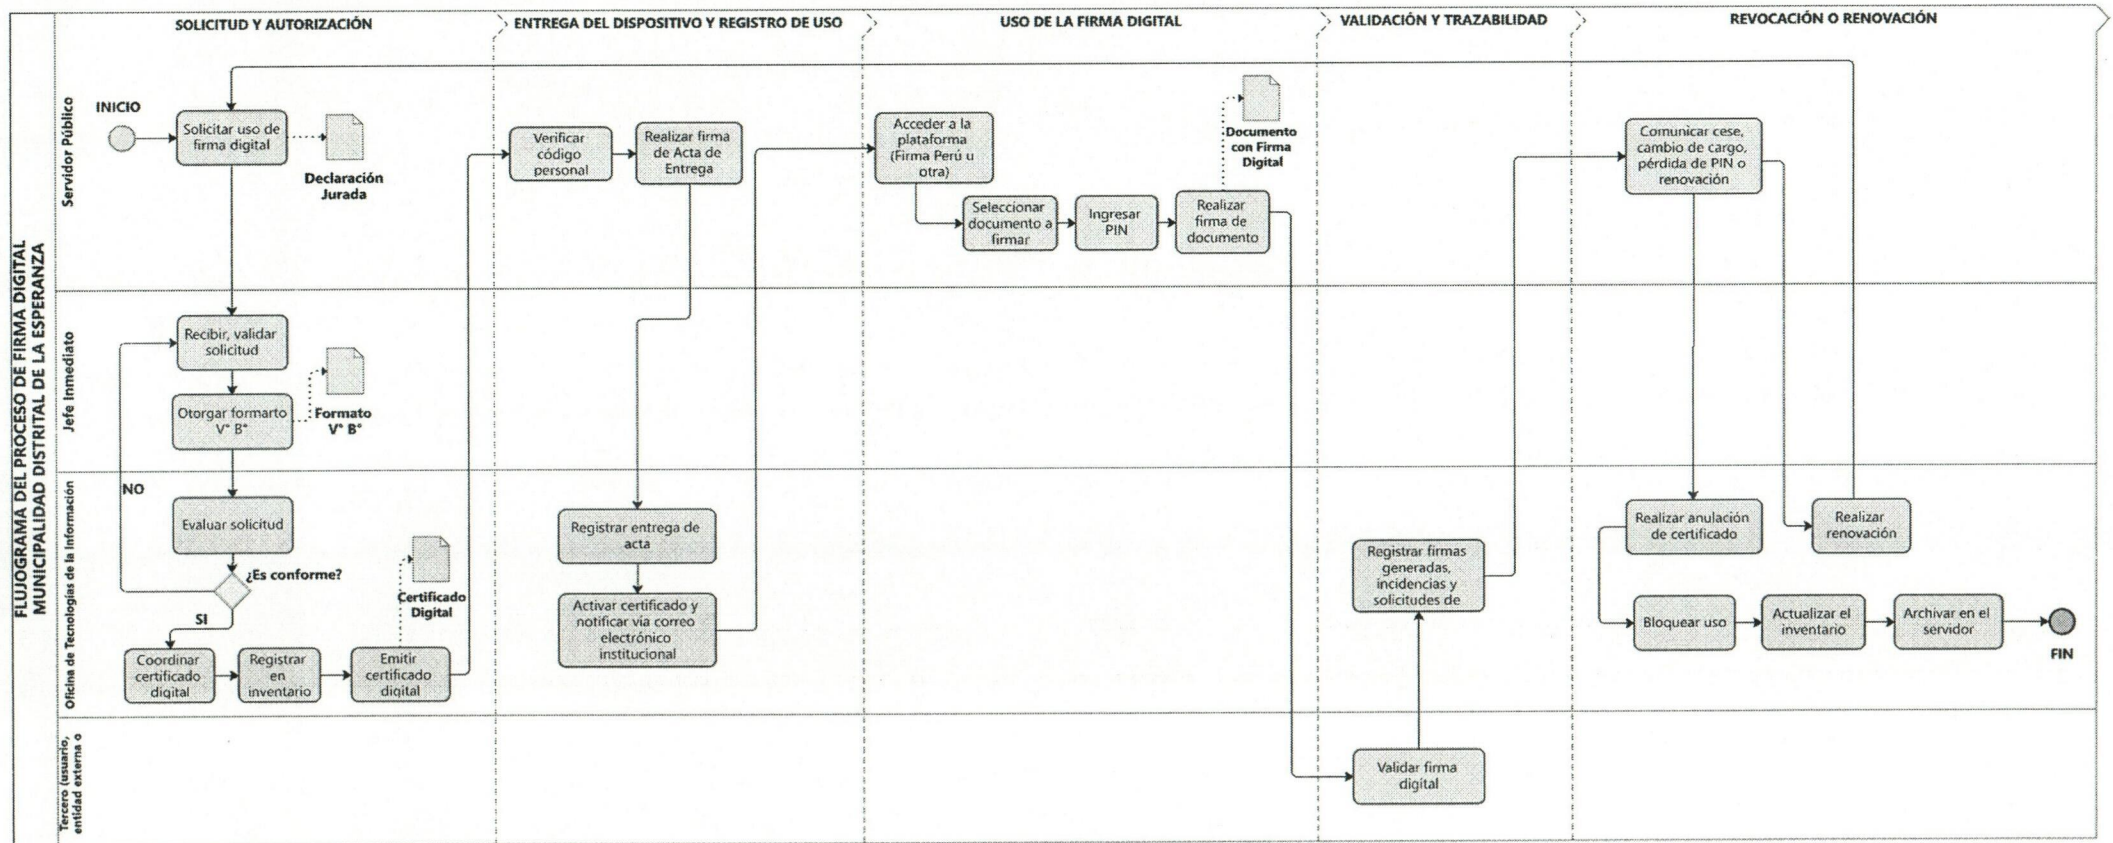 FLUJOGRAMA DEL PROCESO DE FIRMA DIGITAL
MUNICIPALIDAD DISTRITAL DE LA ESPERANZA
SOLICITUD Y AUTORIZACIÓN
ENTREGA DEL DISPOSITIVO Y REGISTRO DE USO
USO DE LA FIRMA DIGITAL
VALIDACIÓN Y TRAZABILIDAD
REVOCACIÓN O RENOVACIÓN
Servidor Público
INICIO
Solicitar uso de
firma digital
Declaración
Jurada
Verificar
código
personal
Realizar firma
de Acta de
Entrega
Acceder a la
plataforma
(Firma Perú u
otra)
Seleccionar
documento a
firmar
Ingresar
PIN
Realizar
firma de
documento
Documento
con Firma
Digital
Comunicar cese,
cambio de cargo,
pérdida de PIN o
renovación
Jefe Inmediato
Recibir, validar
solicitud
Otorgar formarto
V° B°
Formato
V° B°
Oficina de Tecnologías de la Información
NO
Evaluar solicitud
¿Es conforme?
SI
Coordinar
certificado
digital
Registrar
en
inventario
Emitir
certificado
digital
Certificado
Digital
Registrar entrega de
acta
Activar certificado y
notificar via correo
electrónico
institucional
Registrar firmas
generadas,
incidencias y
solicitudes de
Realizar anulación
de certificado
Realizar
renovación
Bloquear uso
Actualizar el
inventario
Archivar en el
servidor
FIN
Tercero (usuario,
entidad externa o
Validar firma
digital